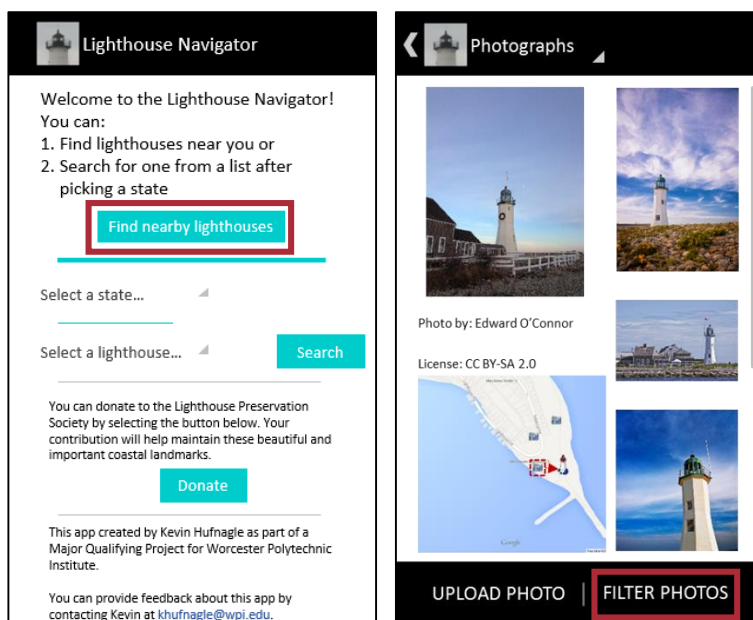 Lighthouse Navigator
Welcome to the Lighthouse Navigator!
You can:
1. Find lighthouses near you or
2. Search for one from a list after
picking a state
Find nearby lighthouses
Select a state...
Select a lighthouse...
Search
You can donate to the Lighthouse Preservation
Society by selecting the button below. Your
contribution will help maintain these beautiful and
important coastal landmarks.
Donate
This app created by Kevin Hufnagle as part of a
Major Qualifying Project for Worcester Polytechnic
Institute.
You can provide feedback about this app by
contacting Kevin at khufnagle@wpi.edu.
Photographs
Photo by: Edward O'Connor
License: CC BY-SA 2.0
Google
UPLOAD PHOTO
FILTER PHOTOS